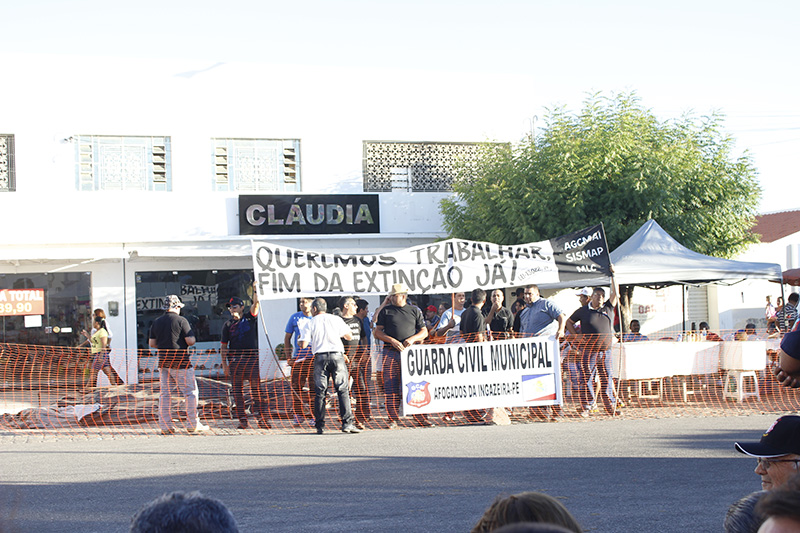 CLÁUDIA
QUEREMOS TRABALHAR,
FIM DA EXTINÇÃO JÁ!
AGCMAI
SISMAP
MLC
TOTAL
39,90
EXTIN
GUARDA CIVIL MUNICIPAL
AFOGADOS DA INGAZEIRA-PE